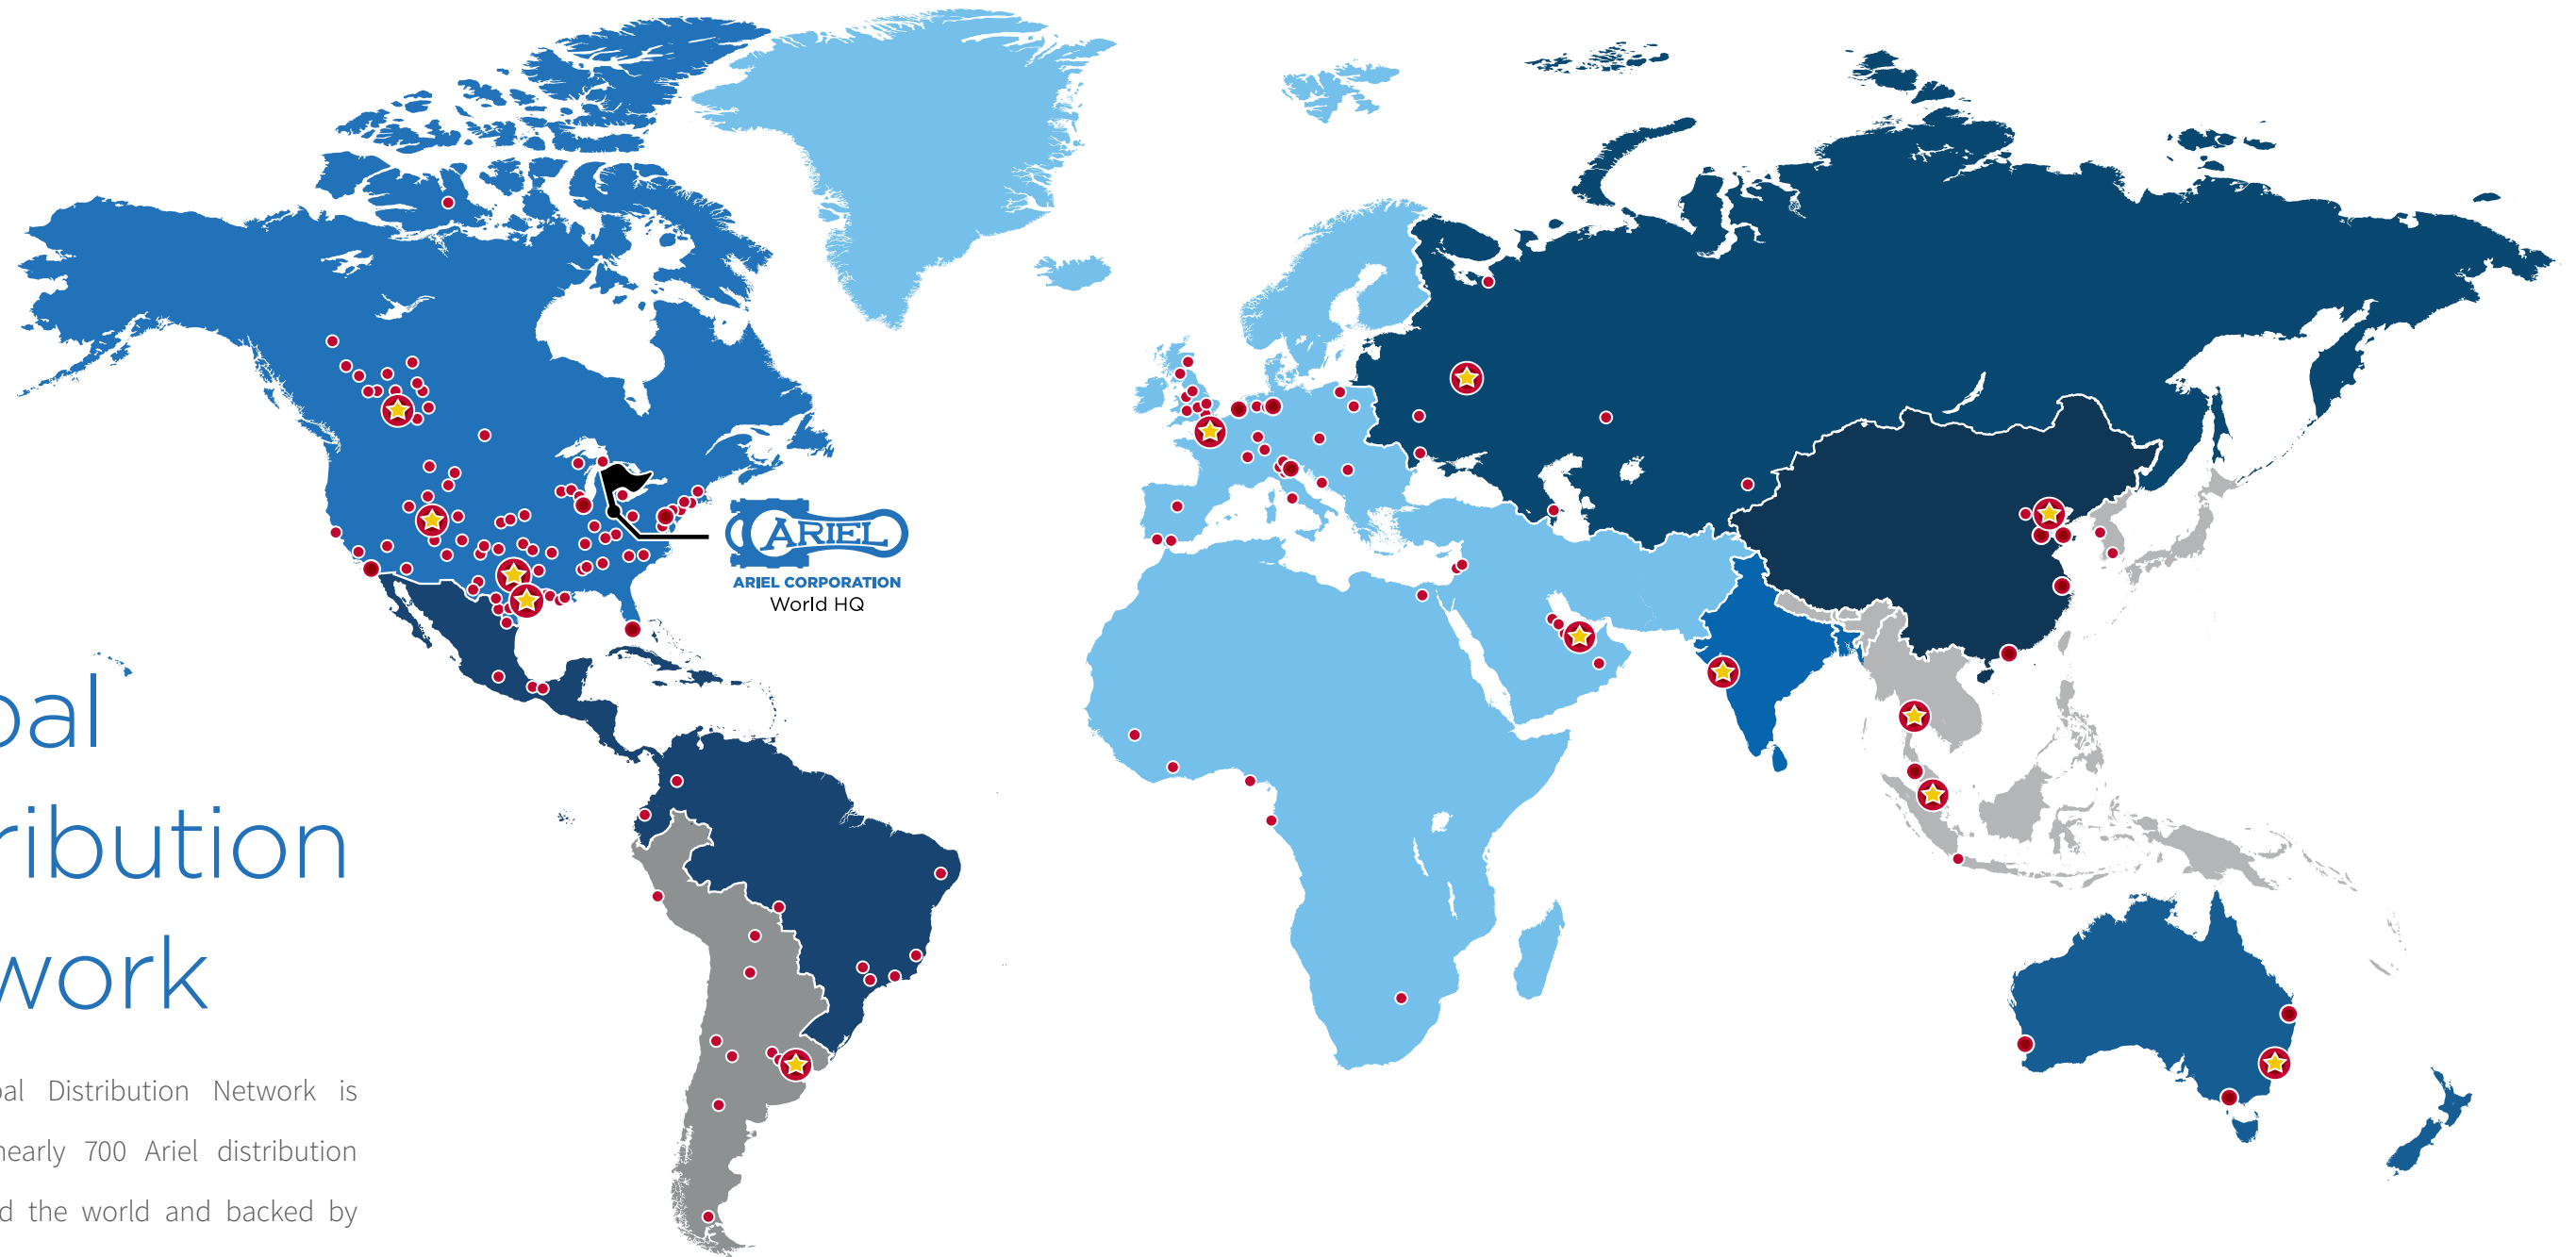 bal
ribution
work
bal Distribution Network is
nearly 700 Ariel distribution
d the world and backed by
ARIEL
ARIEL CORPORATION
World HQ